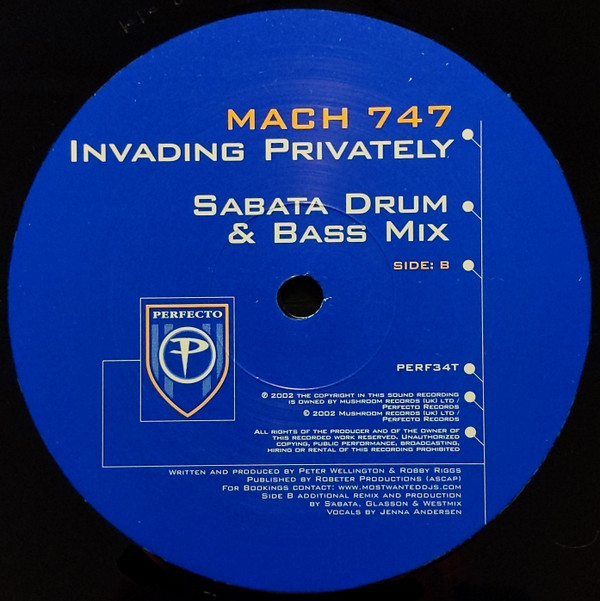 MACH 747
INVADING PRIVATELY
SABATA DRUM
& BASS MIX
SIDE: B
PERFECTO
P
PERF34T
℗ 2002 THE COPYRIGHT IN THIS SOUND RECORDING
IS OWNED BY MUSHROOM RECORDS (UK) LTD /
PERFECTO RECORDS
© 2002 MUSHROOM RECORDS (UK) LTD /
PERFECTO RECORDS
ALL RIGHTS OF THE PRODUCER AND OF THE OWNER OF
THIS RECORDED WORK RESERVED. UNAUTHORIZED
COPYING, PUBLIC PERFORMANCE, BROADCASTING,
HIRING OR RENTAL OF THIS RECORDING PROHIBITED
WRITTEN AND PRODUCED BY PETER WELLINGTON & ROBBY RIGGS
PUBLISHED BY ROBETER PRODUCTIONS (ASCAP)
FOR BOOKINGS CONTACT: WWW.MOSTWANTEDDJS.COM
SIDE B ADDITIONAL REMIX AND PRODUCTION
BY SABATA, GLASSON & WESTMIX
VOCALS BY JENNA ANDERSEN